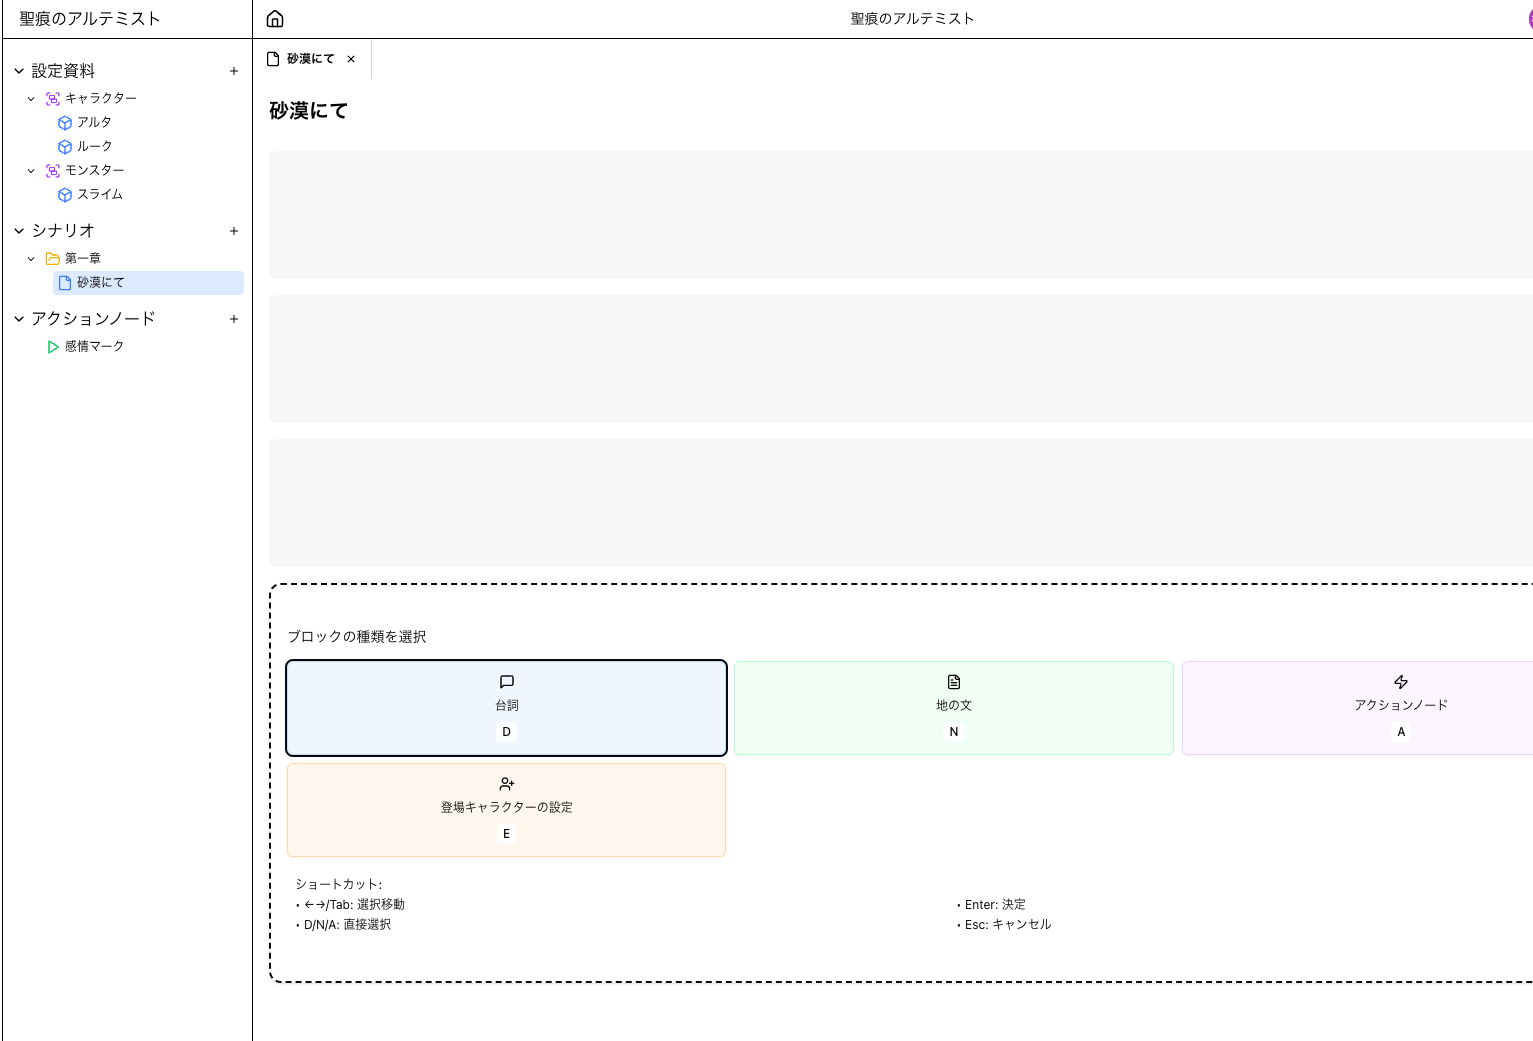 聖痕のアルテミスト
聖痕のアルテミスト
設定資料
キャラクター
アルタ
ルーク
モンスター
スライム
シナリオ
第一章
砂漠にて
アクションノード
感情マーク
砂漠にて
砂漠にて
ブロックの種類を選択
台詞
D
地の文
N
アクションノード
A
登場キャラクターの設定
E
ショートカット:
• ←→/Tab: 選択移動
• D/N/A: 直接選択
• Enter: 決定
• Esc: キャンセル